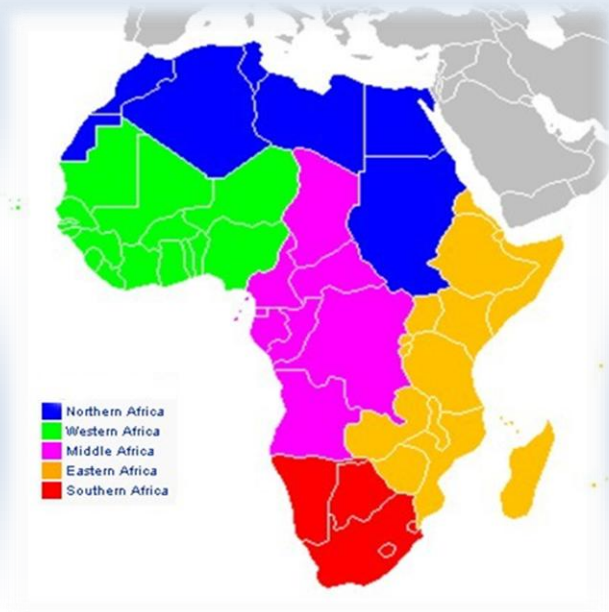 Northern Africa
Western Africa
Middle Africa
Eastern Africa
Southern Africa